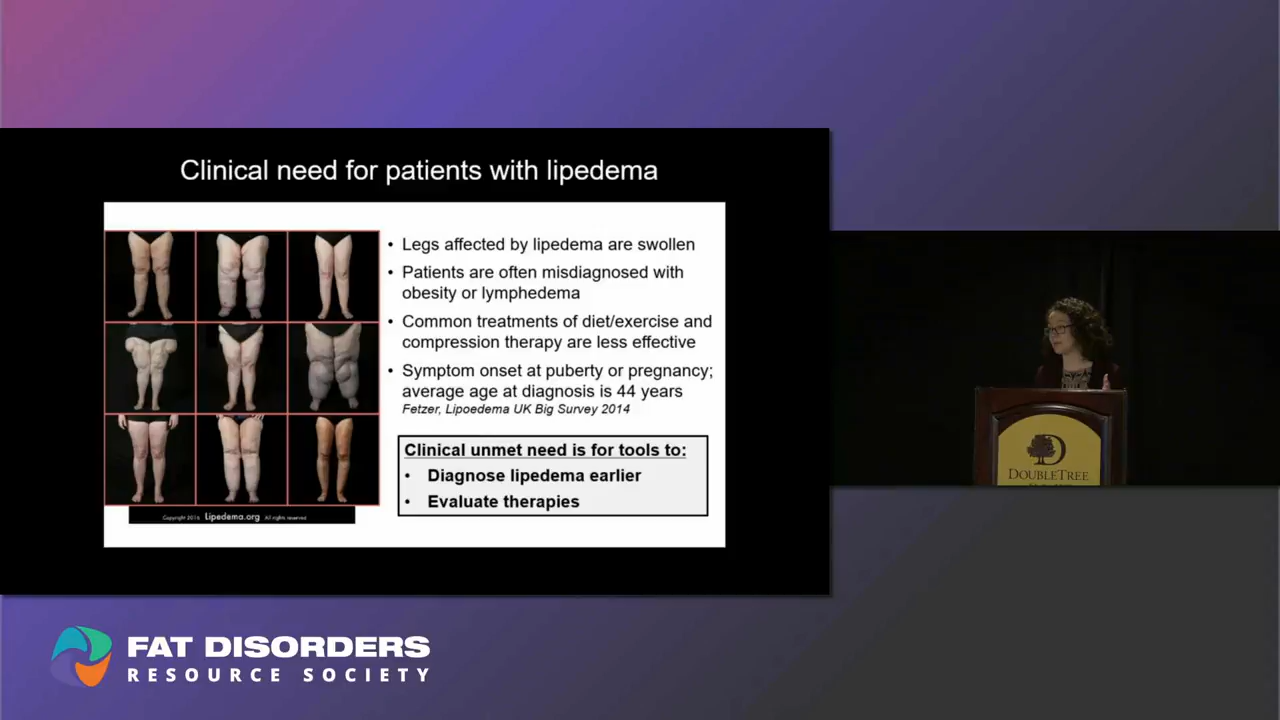 Clinical need for patients with lipedema
• Legs affected by lipedema are swollen
• Patients are often misdiagnosed with
obesity or lymphedema
• Common treatments of diet/exercise and
compression therapy are less effective
• Symptom onset at puberty or pregnancy;
average age at diagnosis is 44 years
Fetzer, Lipoedema UK Big Survey 2014
Clinical unmet need is for tools to:
• Diagnose lipedema earlier
• Evaluate therapies
Copyright 2016 Lipedema.org All rights reserved
D
DOUBLETREE
FAT DISORDERS
RESOURCE SOCIETY